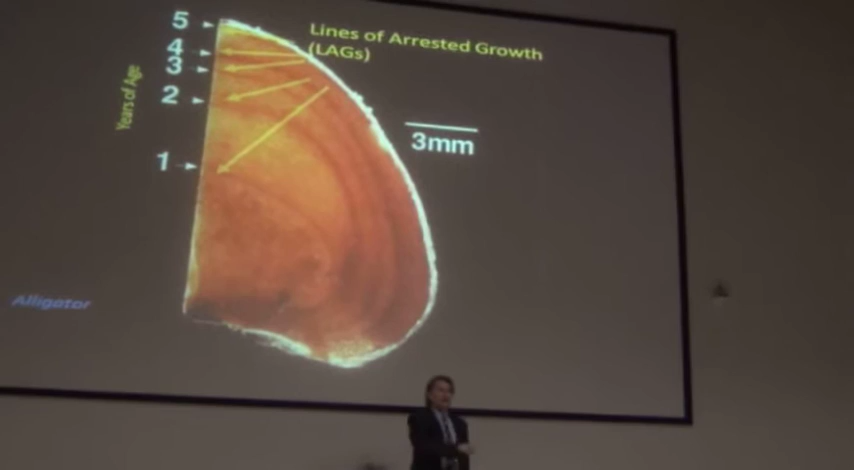 5
4
3
2
1
Years of Age
Lines of Arrested Growth
(LAGs)
3mm
Alligator